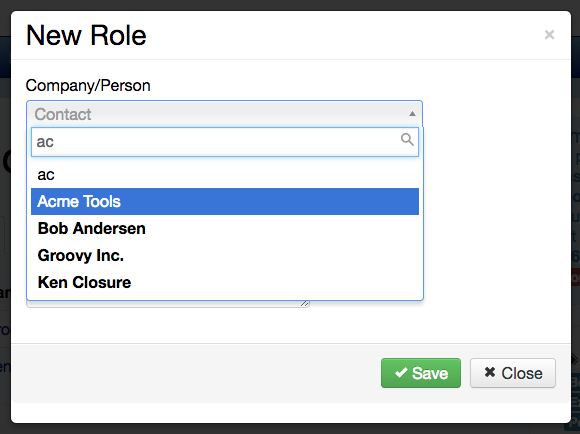 New Role
×
Company/Person
Contact
ac
ac
Acme Tools
Bob Andersen
Groovy Inc.
Ken Closure
Save
Close